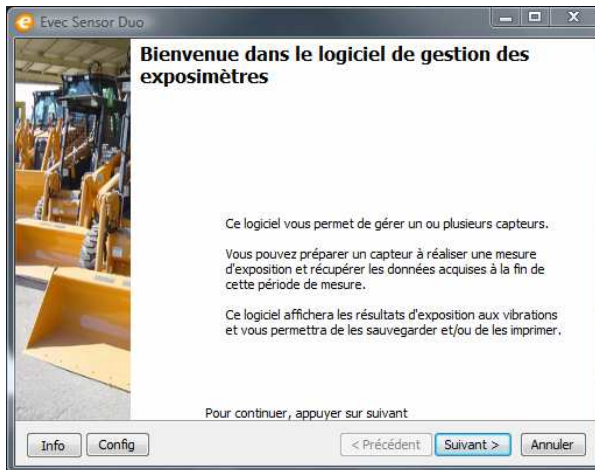 Evec Sensor Duo
Bienvenue dans le logiciel de gestion des
exposimètres
Ce logiciel vous permet de gérer un ou plusieurs capteurs.
Vous pouvez préparer un capteur à réaliser une mesure
d'exposition et récupérer les données acquises à la fin de
cette période de mesure.
Ce logiciel affichera les résultats d'exposition aux vibrations
et vous permettra de les sauvegarder et/ou de les imprimer.
Pour continuer, appuyer sur suivant
Info Config < Précédent Suivant > Annuler